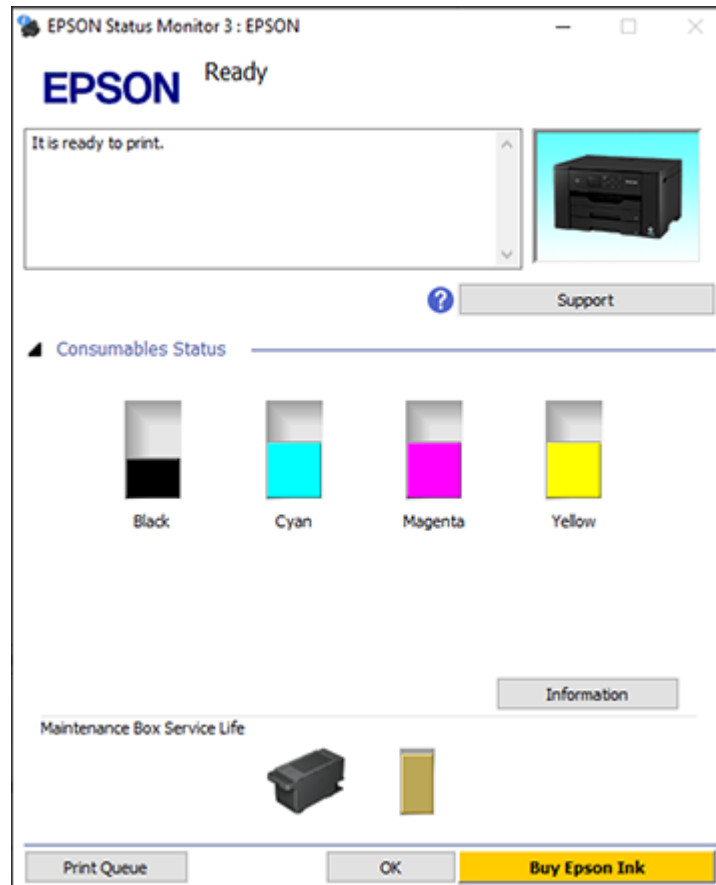 EPSON Status Monitor 3 : EPSON
EPSON
Ready
It is ready to print.
Support
Consumables Status
Black
Cyan
Magenta
Yellow
Information
Maintenance Box Service Life
Print Queue
OK
Buy Epson Ink